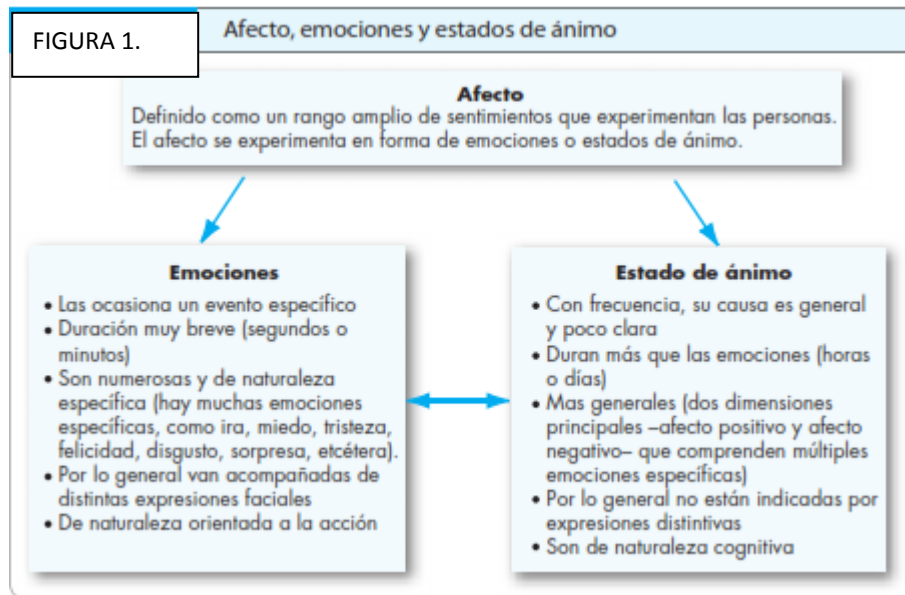 FIGURA 1.
Afecto, emociones y estados de ánimo
Afecto
Definido como un rango amplio de sentimientos que experimentan las personas.
El afecto se experimenta en forma de emociones o estados de ánimo.
Emociones
• Las ocasiona un evento específico
• Duración muy breve (segundos o
minutos)
• Son numerosas y de naturaleza
específica (hay muchas emociones
específicas, como ira, miedo, tristeza,
felicidad, disgusto, sorpresa, etcétera).
• Por lo general van acompañadas de
distintas expresiones faciales
• De naturaleza orientada a la acción
Estado de ánimo
• Con frecuencia, su causa es general
y poco clara
• Duran más que las emociones (horas
o días)
• Mas generales (dos dimensiones
principales –afecto positivo y afecto
negativo– que comprenden múltiples
emociones específicas)
• Por lo general no están indicadas por
expresiones distintivas
• Son de naturaleza cognitiva